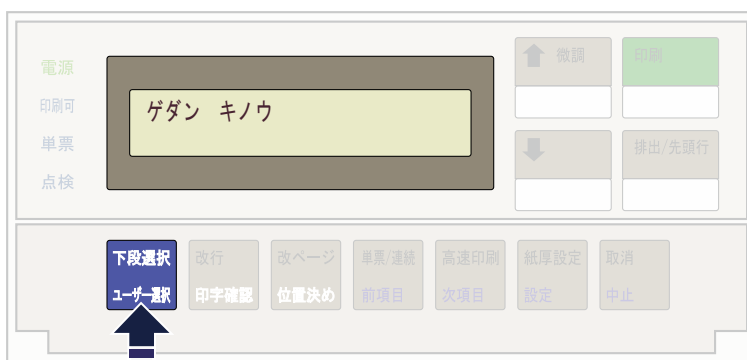 電源
印刷可
単票
点検
ゲダン キノウ
微調
印刷
排出/先頭行
下段選択
ユーザー選択
改行
印字確認
改ページ
位置決め
単票/連続
前項目
高速印刷
次項目
紙厚設定
設定
取消
中止